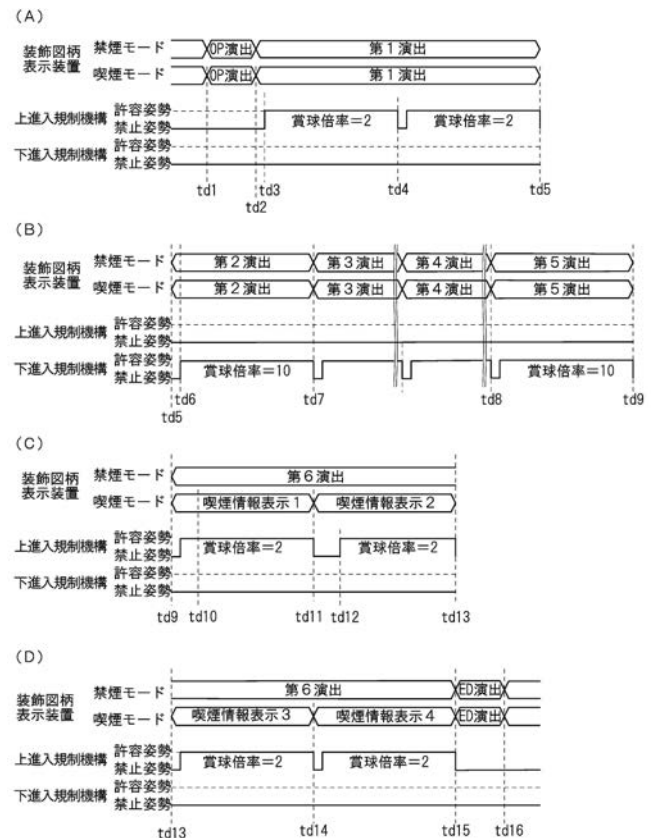 (A)
装飾図柄
表示装置
禁煙モード OP演出 第1演出
喫煙モード OP演出 第1演出
上進入規制機構 許容姿勢
禁止姿勢 賞球倍率=2 賞球倍率=2
下進入規制機構 許容姿勢
禁止姿勢
td1 td2 td3 td4 td5
(B)
装飾図柄
表示装置
禁煙モード 第2演出 第3演出 第4演出 第5演出
喫煙モード 第2演出 第3演出 第4演出 第5演出
上進入規制機構 許容姿勢
禁止姿勢
下進入規制機構 許容姿勢
禁止姿勢 賞球倍率=10 賞球倍率=10
td5 td6 td7 td8 td9
(C)
装飾図柄
表示装置
禁煙モード 第6演出
喫煙モード 喫煙情報表示1 喫煙情報表示2
上進入規制機構 許容姿勢
禁止姿勢 賞球倍率=2 賞球倍率=2
下進入規制機構 許容姿勢
禁止姿勢
td9 td10 td11 td12 td13
(D)
装飾図柄
表示装置
禁煙モード 第6演出 ED演出
喫煙モード 喫煙情報表示3 喫煙情報表示4 ED演出
上進入規制機構 許容姿勢
禁止姿勢 賞球倍率=2 賞球倍率=2
下進入規制機構 許容姿勢
禁止姿勢
td13 td14 td15 td16